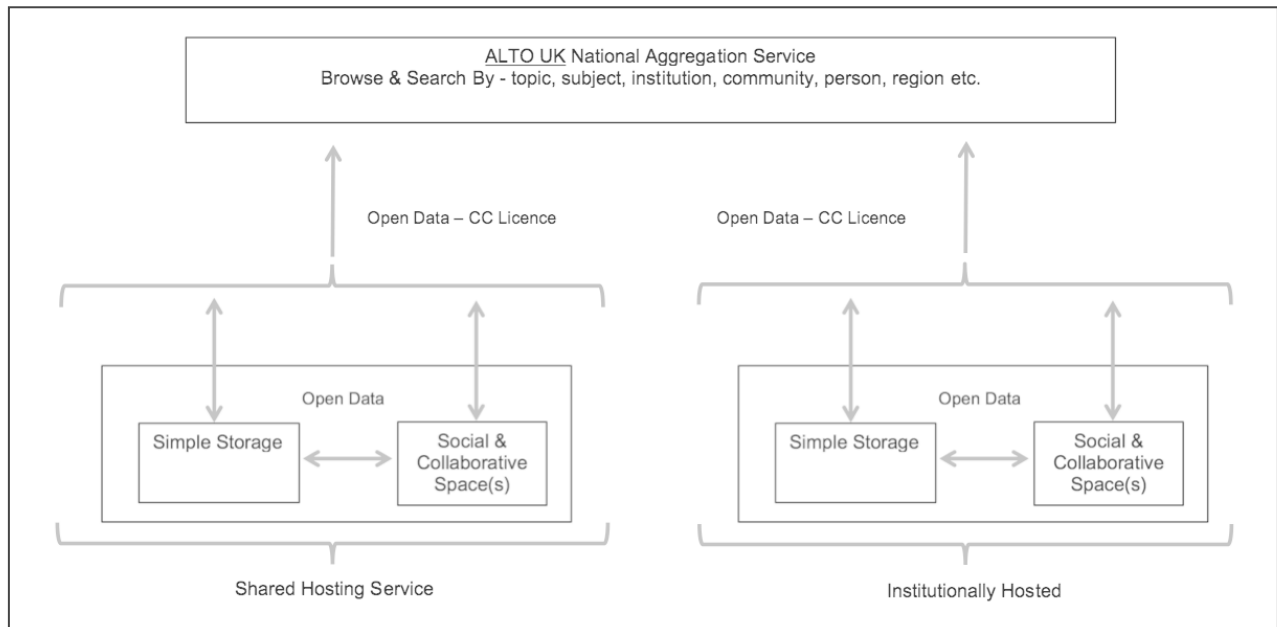 ALTO UK National Aggregation Service
Browse & Search By - topic, subject, institution, community, person, region etc.
Open Data – CC Licence
Open Data – CC Licence
Open Data
Simple Storage
Social &
Collaborative
Space(s)
Shared Hosting Service
Open Data
Simple Storage
Social &
Collaborative
Space(s)
Institutionally Hosted